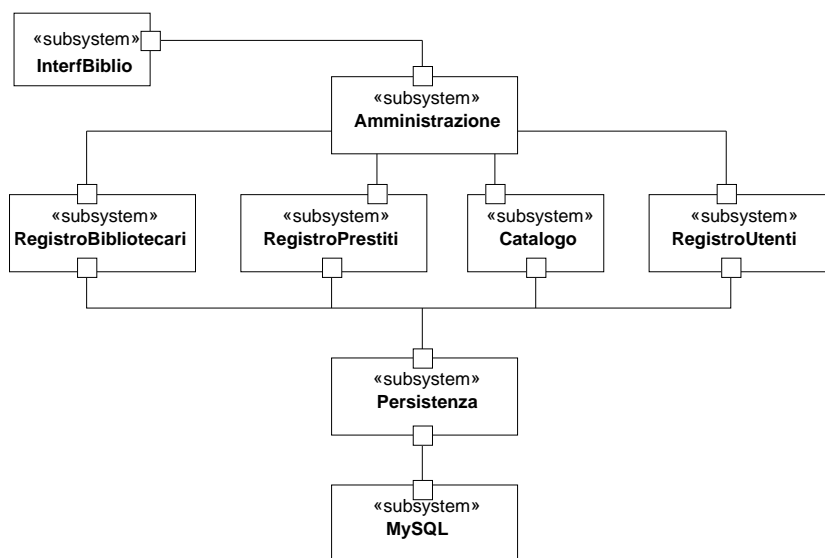 «subsystem»
InterfBiblio
«subsystem»
Amministrazione
«subsystem»
RegistroBibliotecari
«subsystem»
RegistroPrestiti
«subsystem»
Catalogo
«subsystem»
RegistroUtenti
«subsystem»
Persistenza
«subsystem»
MySQL